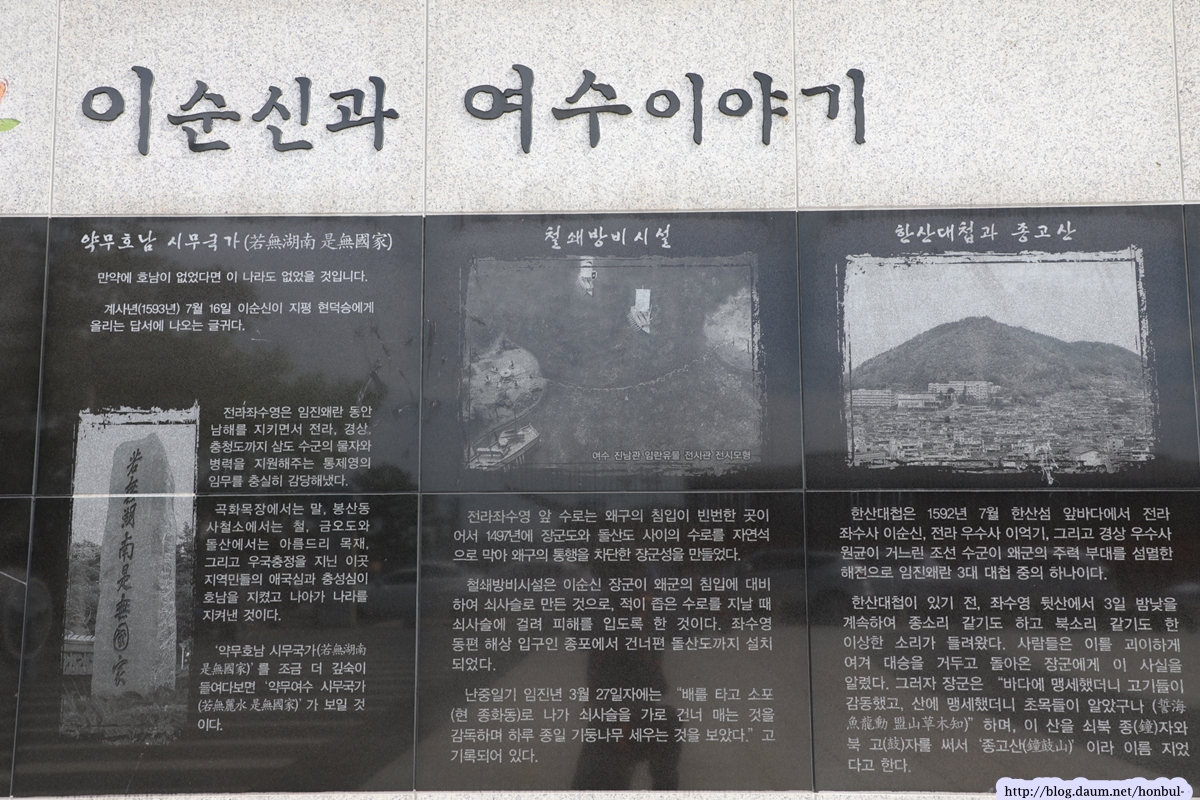 이순신과 여수이야기
약무호남 시무국가(若無湖南 是無國家)
만약에 호남이 없었다면 이 나라도 없었을 것입니다.
계사년(1593년) 7월 16일 이순신이 지평 현덕승에게
올리는 답서에 나오는 글귀다.
전라좌수영은 임진왜란 동안
남해를 지키면서 전라, 경상,
충청도까지 삼도 수군의 물자와
병력을 지원해주는 통제영의
임무를 충실히 감당해냈다.
곡화목장에서는 말, 봉산동
사철소에서는 철, 금오도와
돌산에서는 아름드리 목재,
그리고 우국충정을 지닌 이곳
지역민들의 애국심과 충성심이
호남을 지켰고 나아가 나라를
지켜낸 것이다.
'약무호남 시무국가(若無湖南
是無國家)'를 조금 더 깊숙이
들여다보면 '약무여수 시무국가
(若無麗水 是無國家)'가 보일 것
이다.
若無湖南是無國家
철쇄방비시설
여수 진남관 임란유물 전시관 전시모형
전라좌수영 앞 수로는 왜구의 침입이 빈번한 곳이
어서 1497년에 장군도와 돌산도 사이의 수로를 자연석
으로 막아 왜구의 통행을 차단한 장군성을 만들었다.
철쇄방비시설은 이순신 장군이 왜군의 침입에 대비
하여 쇠사슬로 만든 것으로, 적이 좁은 수로를 지날 때
쇠사슬에 걸려 피해를 입도록 한 것이다. 좌수영
동편 해상 입구인 종포에서 건너편 돌산도까지 설치
되었다.
난중일기 임진년 3월 27일자에는 "배를 타고 소포
(현 종화동)로 나가 쇠사슬을 가로 건너 매는 것을
감독하며 하루 종일 기둥나무 세우는 것을 보았다." 고
기록되어 있다.
한산대첩과 종고산
한산대첩은 1592년 7월 한산섬 앞바다에서 전라
좌수사 이순신, 전라 우수사 이억기, 그리고 경상 우수사
원균이 거느린 조선 수군이 왜군의 주력 부대를 섬멸한
해전으로 임진왜란 3대 대첩 중의 하나이다.
한산대첩이 있기 전, 좌수영 뒷산에서 3일 밤낮을
계속하여 종소리 같기도 하고 북소리 같기도 한
이상한 소리가 들려왔다. 사람들은 이를 괴이하게
여겨 대승을 거두고 돌아온 장군에게 이 사실을
알렸다. 그러자 장군은 "바다에 맹세했더니 고기들이
감동했고, 산에 맹세했더니 초목들이 알았구나 (誓海
魚龍動 盟山草木知)" 하며, 이 산을 쇠북 종(鐘)자와
북 고(鼓)자를 써서 '종고산(鐘鼓山)' 이라 이름 지었
다고 한다.
http://blog.daum.net/honbul-